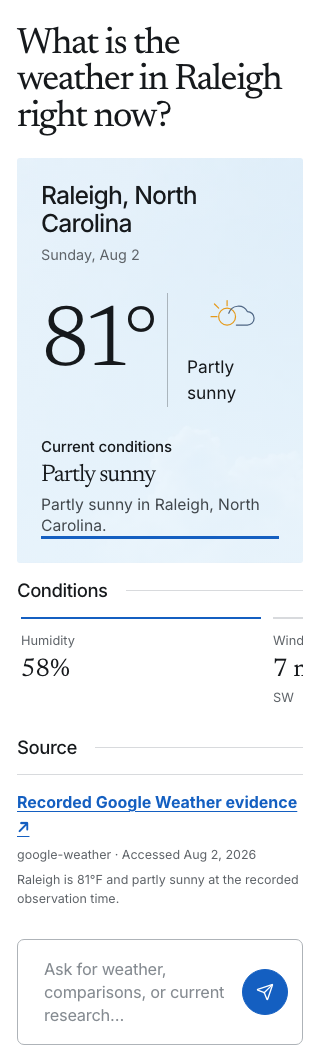 What is the
weather in Raleigh
right now?
Raleigh, North
Carolina
Sunday, Aug 2
81°
Partly
sunny
Current conditions
Partly sunny
Partly sunny in Raleigh, North
Carolina.
Conditions
Humidity
58%
Wind
7
SW
Source
Recorded Google Weather evidence
↗
google-weather · Accessed Aug 2, 2026
Raleigh is 81°F and partly sunny at the recorded
observation time.
Ask for weather,
comparisons, or current
research...